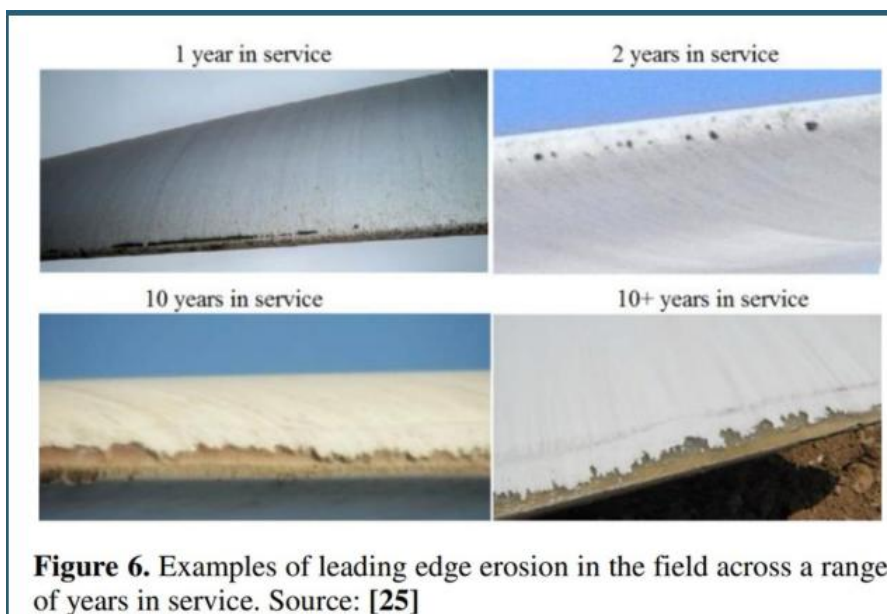 1 year in service
2 years in service
10 years in service
10+ years in service
Figure 6. Examples of leading edge erosion in the field across a range
of years in service. Source: [25]